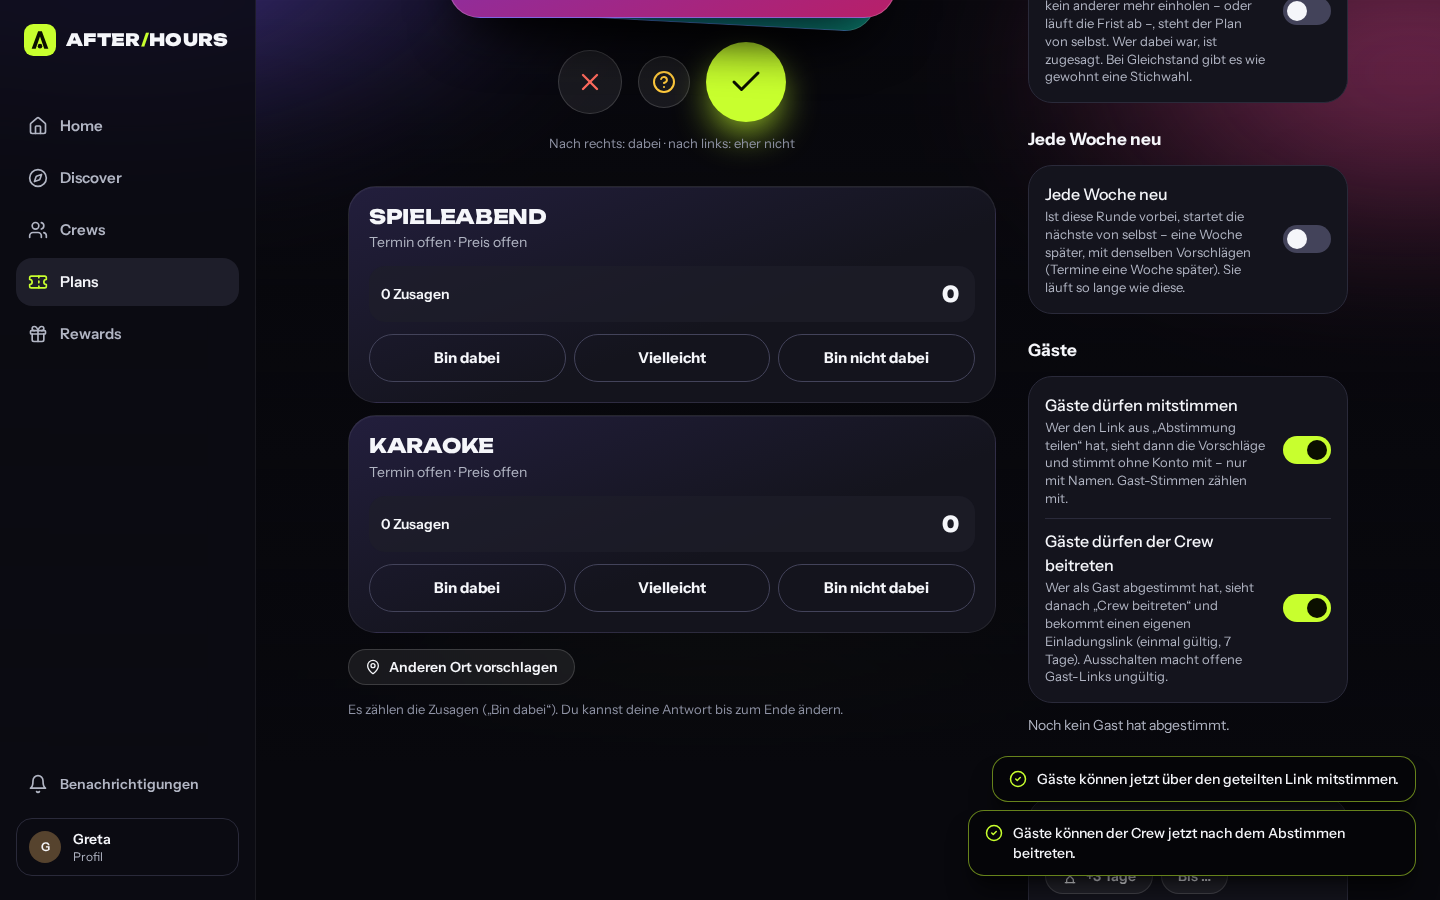 AFTER/HOURS
Home
Discover
Crews
Plans
Rewards
Benachrichtigungen
G
Greta
Profil
Nach rechts: dabei · nach links: eher nicht
SPIELEABEND
Termin offen · Preis offen
0 Zusagen
0
Bin dabei
Vielleicht
Bin nicht dabei
KARAOKE
Termin offen · Preis offen
0 Zusagen
0
Bin dabei
Vielleicht
Bin nicht dabei
Anderen Ort vorschlagen
Es zählen die Zusagen („Bin dabei“). Du kannst deine Antwort bis zum Ende ändern.
kein anderer mehr einholen – oder
läuft die Frist ab –, steht der Plan
von selbst. Wer dabei war, ist
zugesagt. Bei Gleichstand gibt es wie
gewohnt eine Stichwahl.
Jede Woche neu
Jede Woche neu
Ist diese Runde vorbei, startet die
nächste von selbst – eine Woche
später, mit denselben Vorschlägen
(Termine eine Woche später). Sie
läuft so lange wie diese.
Gäste
Gäste dürfen mitstimmen
Wer den Link aus „Abstimmung
teilen“ hat, sieht dann die Vorschläge
und stimmt ohne Konto mit – nur
mit Namen. Gast-Stimmen zählen
mit.
Gäste dürfen der Crew
beitreten
Wer als Gast abgestimmt hat, sieht
danach „Crew beitreten“ und
bekommt einen eigenen
Einladungslink (einmal gültig, 7
Tage). Ausschalten macht offene
Gast-Links ungültig.
Noch kein Gast hat abgestimmt.
Gäste können jetzt über den geteilten Link mitstimmen.
Gäste können der Crew jetzt nach dem Abstimmen
beitreten.
+3 Tage
Bis ...